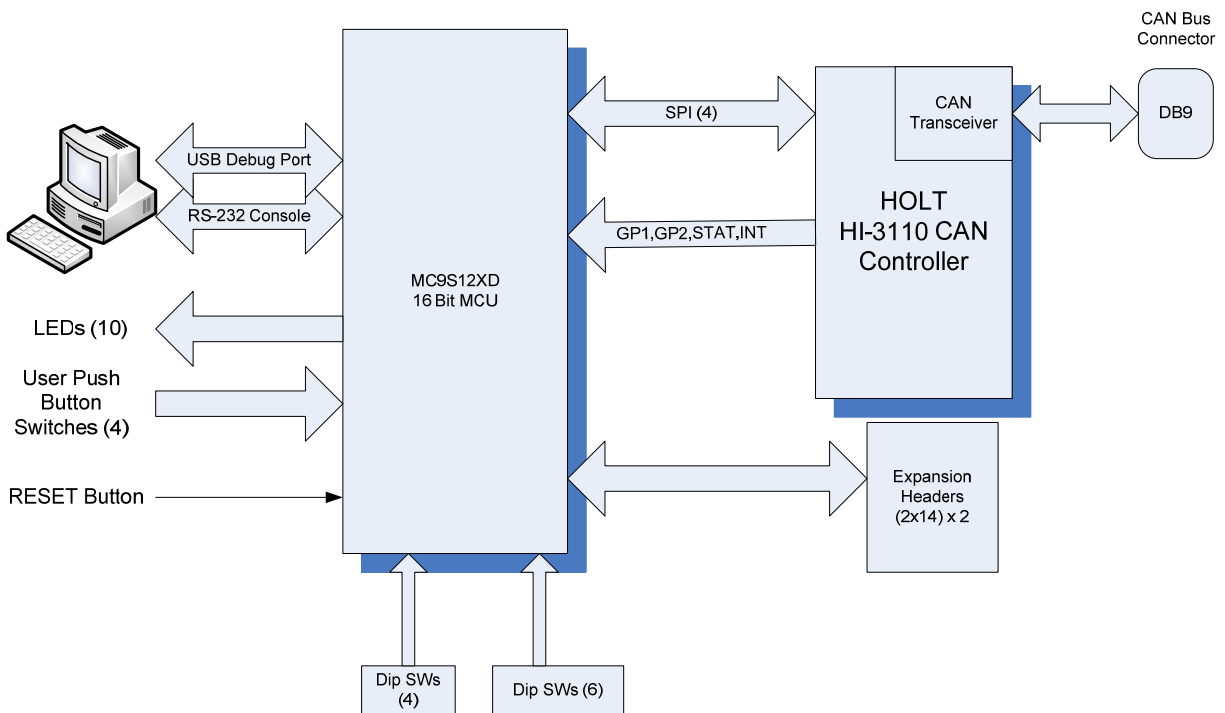 CAN Bus
Connector
CAN
Transceiver
DB9
SPI (4)
USB Debug Port
RS-232 Console
HOLT
HI-3110 CAN
Controller
GP1,GP2,STAT,INT
MC9S12XD
16 Bit MCU
LEDs (10)
User Push
Button
Switches (4)
RESET Button
Expansion
Headers
(2x14) x 2
Dip SWs
(4)
Dip SWs (6)